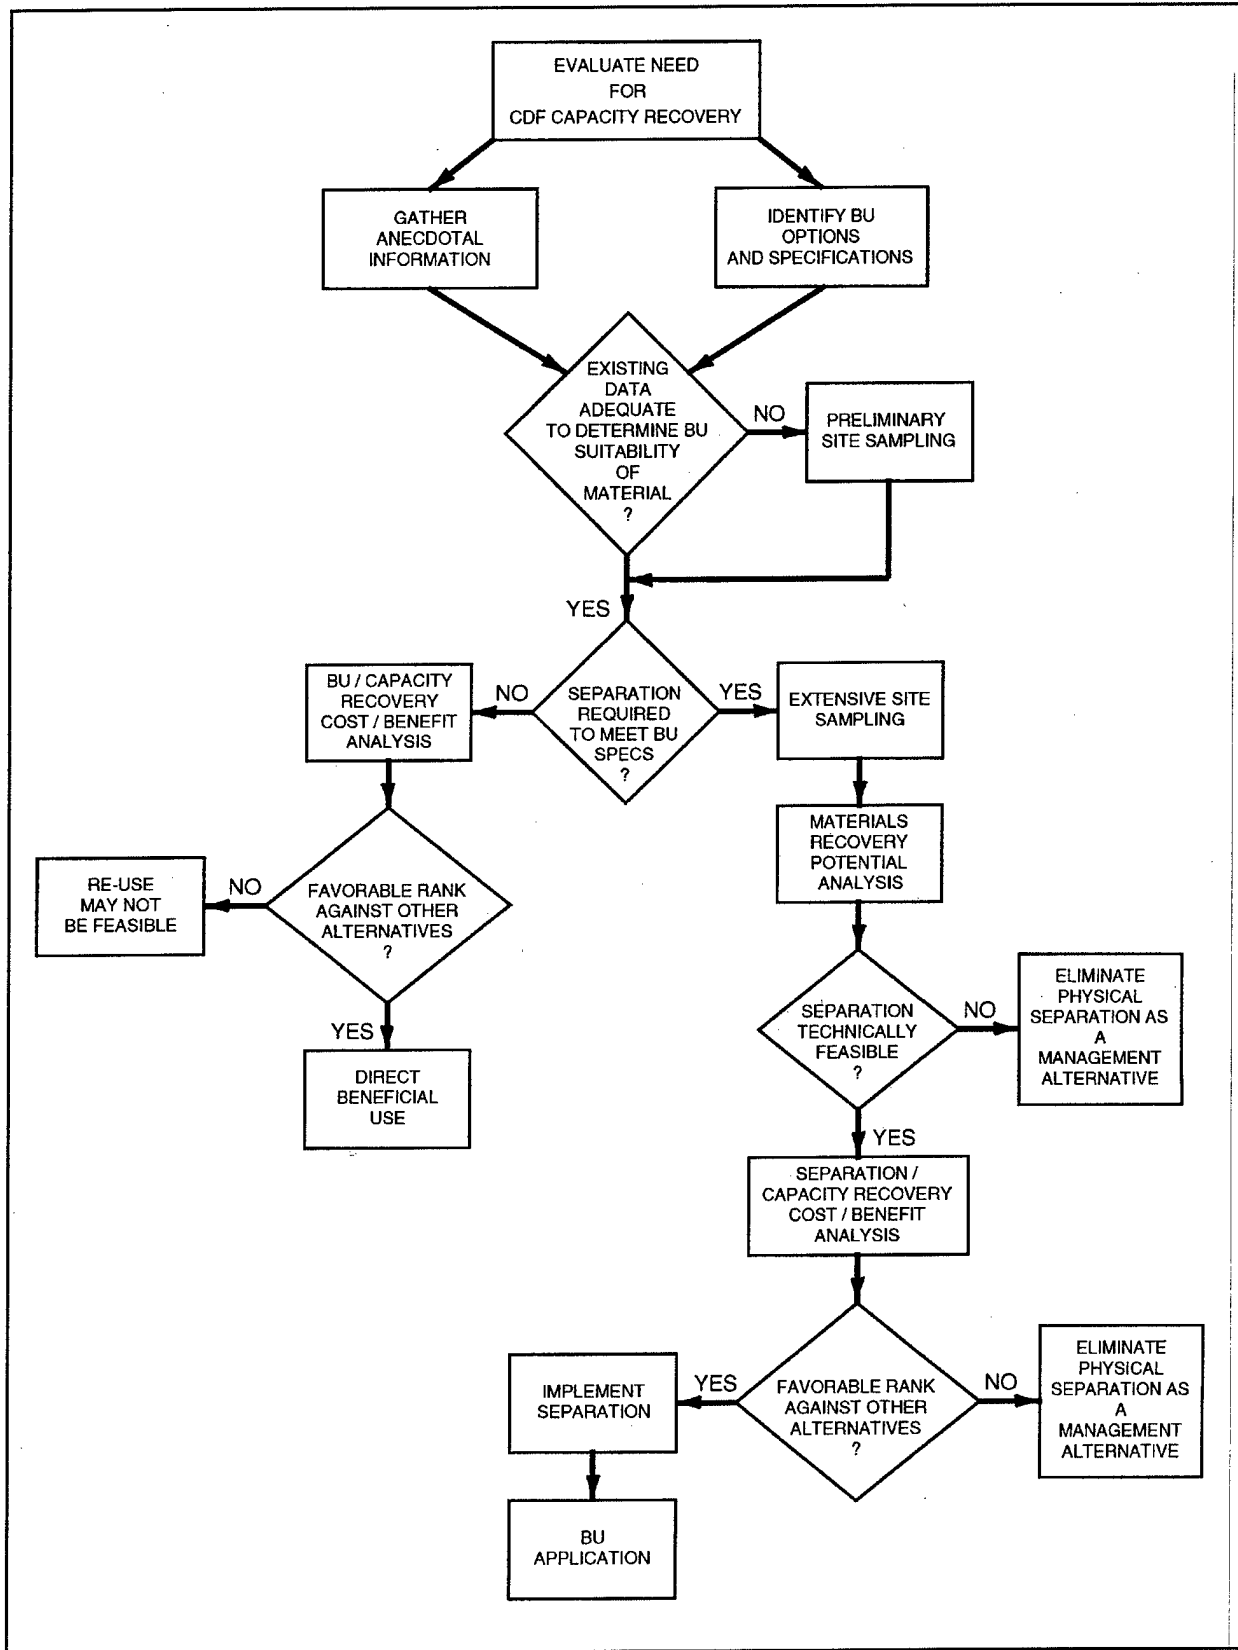 EVALUATE NEED
FOR
CDF CAPACITY RECOVERY
GATHER
ANECDOTAL
INFORMATION
IDENTIFY BU
OPTIONS
AND SPECIFICATIONS
EXISTING
DATA
ADEQUATE
TO DETERMINE BU
SUITABILITY
OF
MATERIAL
?
NO
PRELIMINARY
SITE SAMPLING
YES
BU / CAPACITY
RECOVERY
COST / BENEFIT
ANALYSIS
NO
SEPARATION
REQUIRED
TO MEET BU
SPECS
?
YES
EXTENSIVE SITE
SAMPLING
MATERIALS
RECOVERY
POTENTIAL
ANALYSIS
RE-USE
MAY NOT
BE FEASIBLE
NO
FAVORABLE RANK
AGAINST OTHER
ALTERNATIVES
?
YES
DIRECT
BENEFICIAL
USE
SEPARATION
TECHNICALLY
FEASIBLE
?
NO
ELIMINATE
PHYSICAL
SEPARATION AS
A
MANAGEMENT
ALTERNATIVE
YES
SEPARATION /
CAPACITY RECOVERY
COST / BENEFIT
ANALYSIS
IMPLEMENT
SEPARATION
YES
FAVORABLE RANK
AGAINST OTHER
ALTERNATIVES
?
NO
ELIMINATE
PHYSICAL
SEPARATION AS
A
MANAGEMENT
ALTERNATIVE
BU
APPLICATION